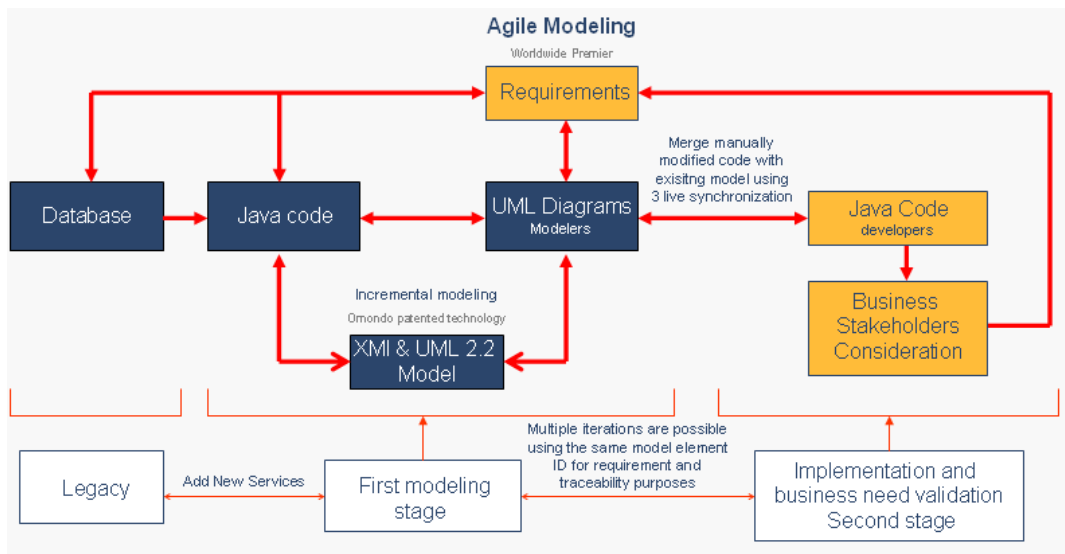 Agile Modeling
Worldwide Premier
Requirements
Merge manually
modified code with
exisitng model using
3 live synchronization
Database
Java code
UML Diagrams
Modelers
Java Code
developers
Incremental modeling
Omondo patented technology
XMI & UML 2.2
Model
Business
Stakeholders
Consideration
Legacy
Add New Services
First modeling
stage
Multiple iterations are possible
using the same model element
ID for requirement and
traceability purposes
Implementation and
business need validation
Second stage